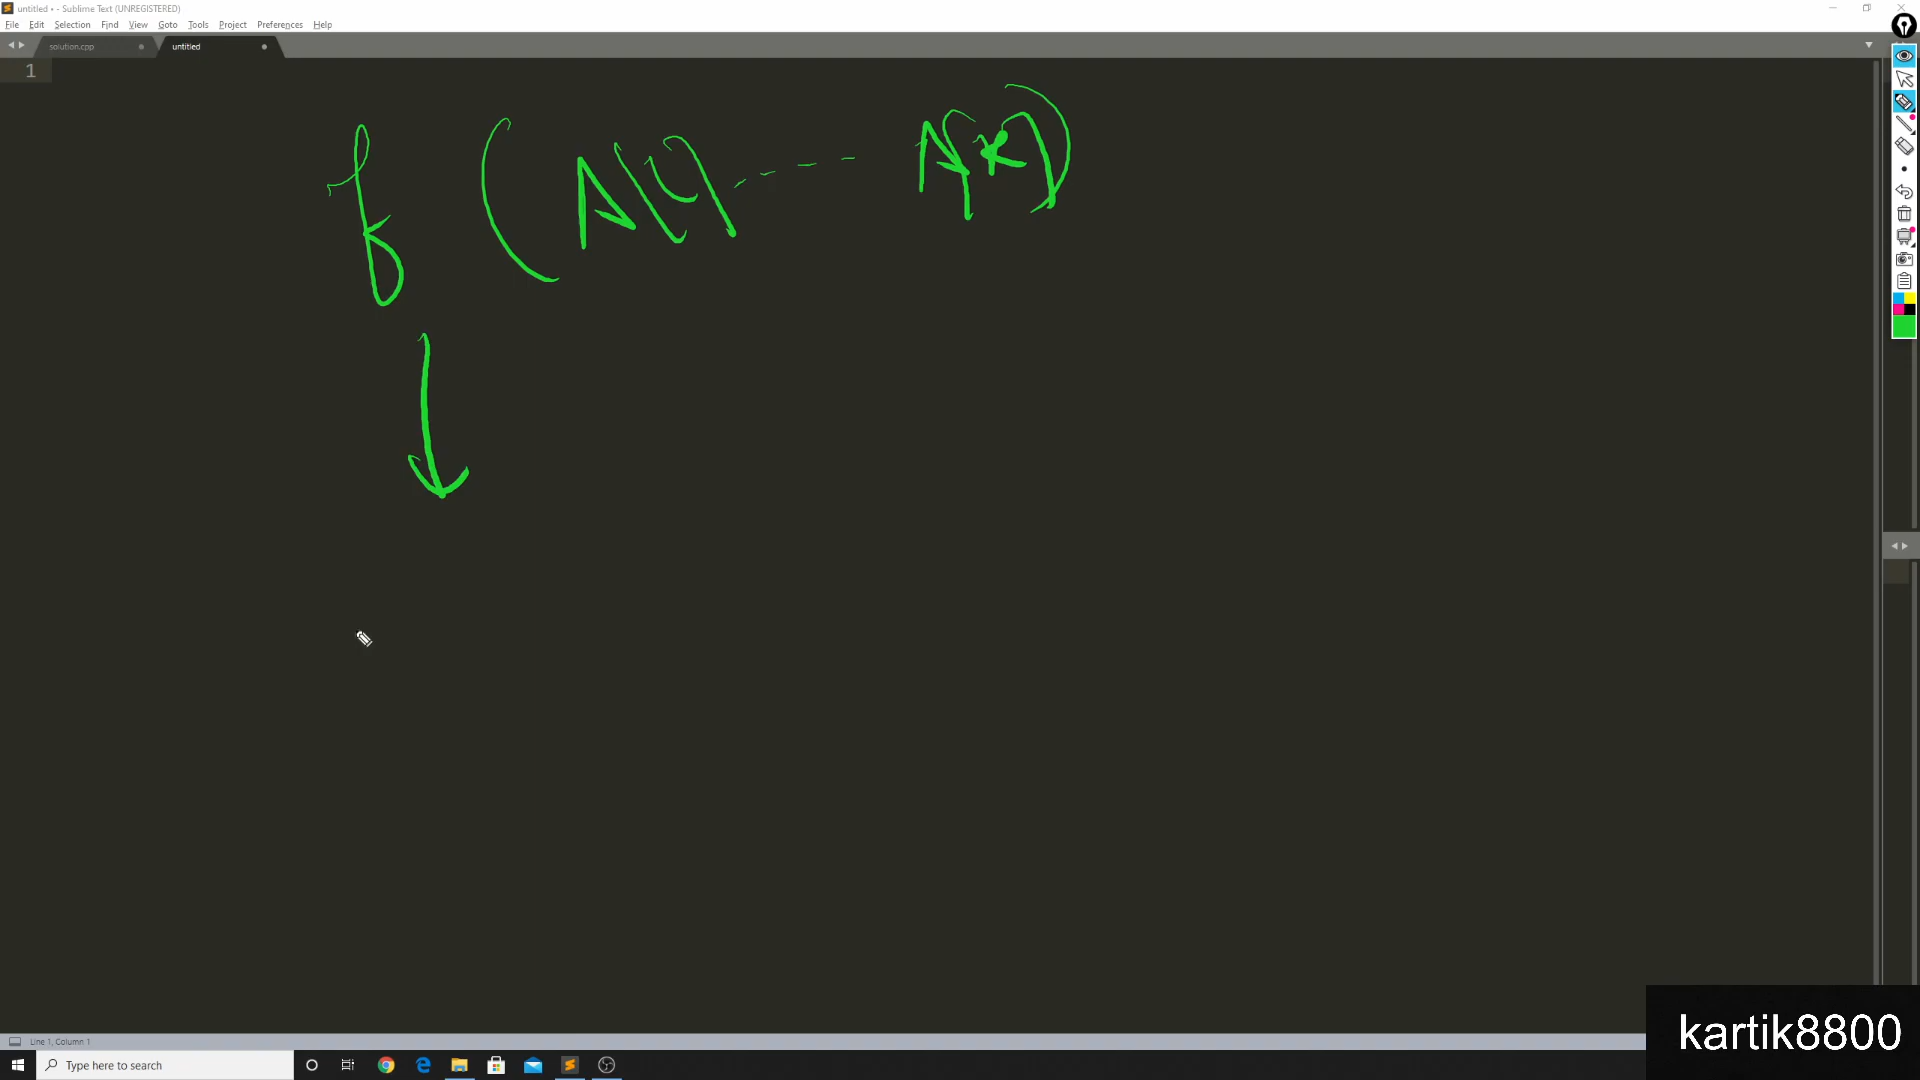 untitled • - Sublime Text (UNREGISTERED)
File Edit Selection Find View Goto Tools Project Preferences Help
solution.cpp untitled
1
f (A[i] ---- A[k])
Line 1, Column 1
Type here to search
kartik8800